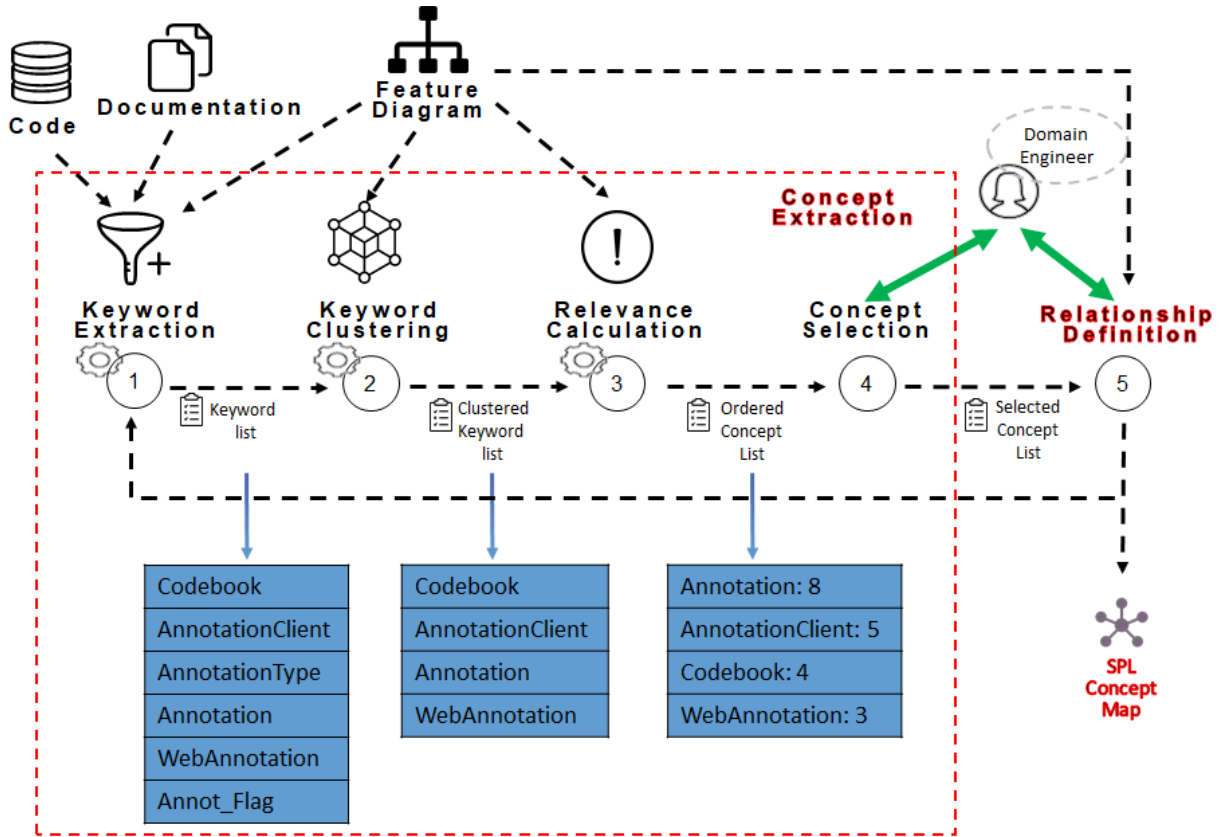 Code
Documentation
Feature
Diagram
Domain
Engineer
Concept
Extraction
Keyword
Extraction
Keyword
Clustering
Relevance
Calculation
Concept
Selection
Relationship
Definition
1
2
3
4
5
Keyword
list
Clustered
Keyword
list
Ordered
Concept
List
Selected
Concept
List
Codebook
AnnotationClient
AnnotationType
Annotation
WebAnnotation
Annot_Flag
Codebook
AnnotationClient
Annotation
WebAnnotation
Annotation: 8
AnnotationClient: 5
Codebook: 4
WebAnnotation: 3
SPL
Concept
Map